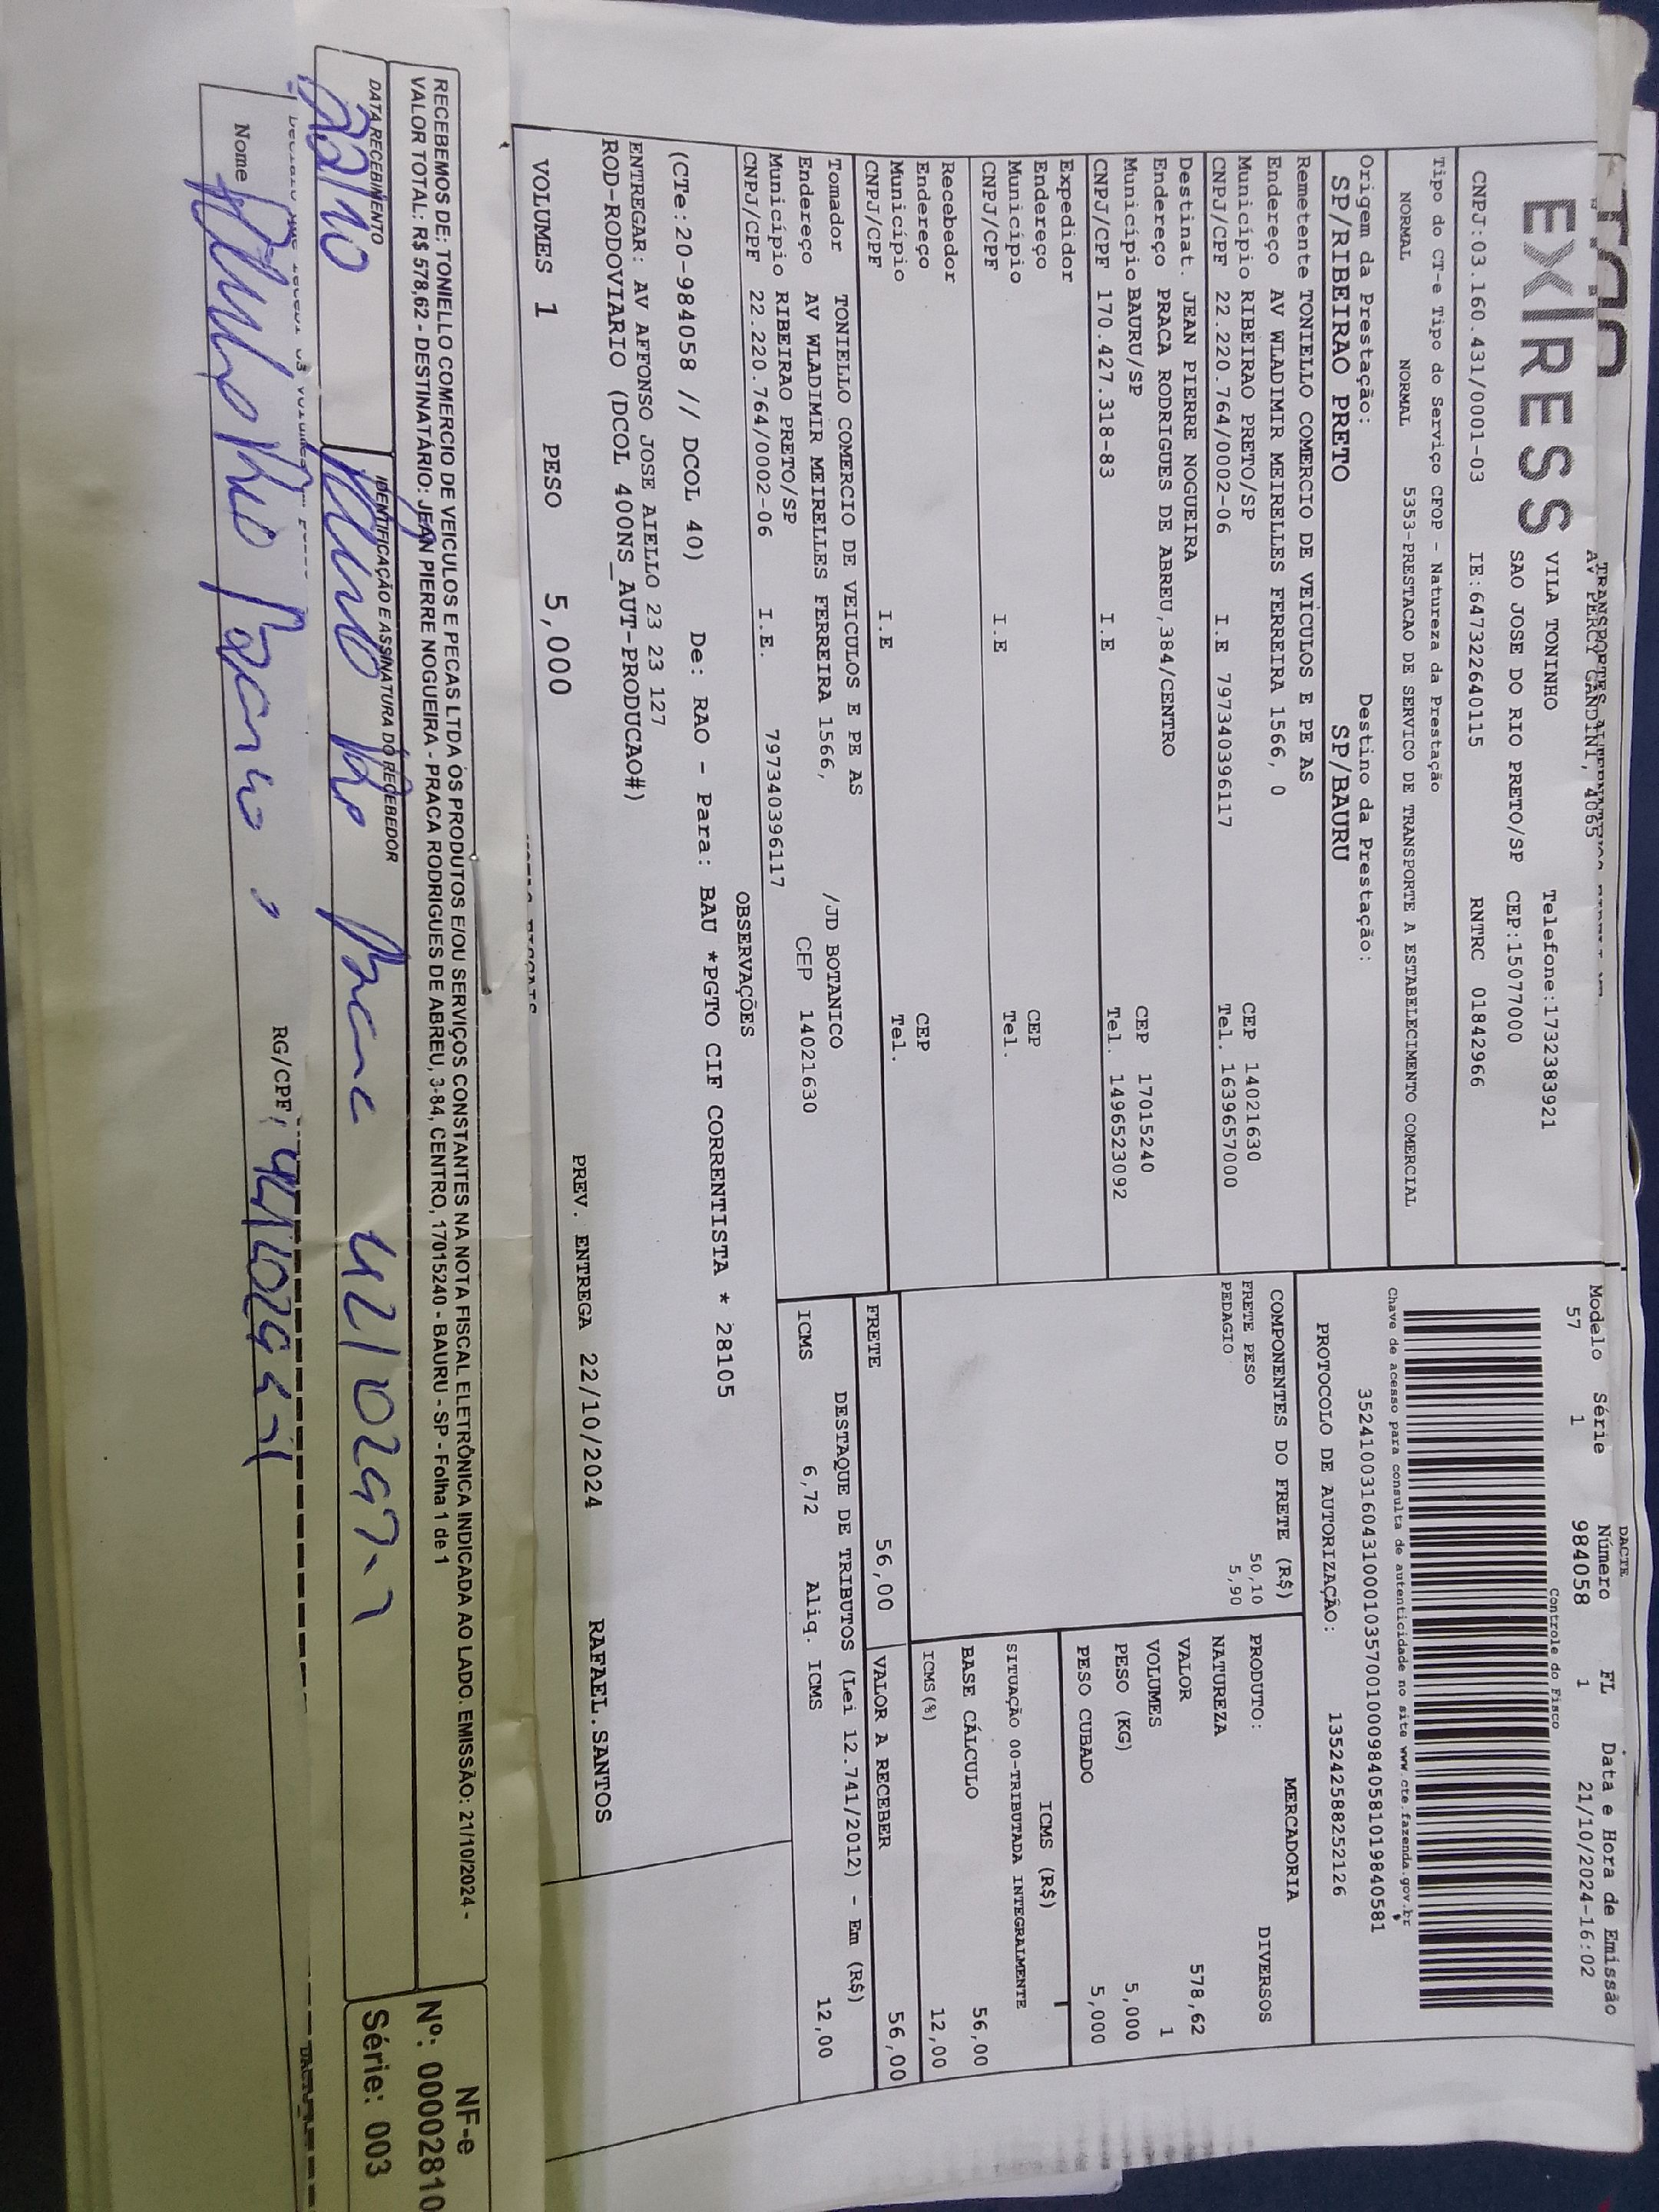 EXPRESS
AV PERCY GANDINI, 4065
VILA TONINHO Telefone:1732383921
SAO JOSE DO RIO PRETO/SP CEP:15077000
CNPJ:03.160.431/0001-03 IE:647322640115 RNTRC 01842966
Tipo do CT-e Tipo do Serviço CFOP - Natureza da Prestação
NORMAL NORMAL 5353-PRESTACAO DE SERVICO DE TRANSPORTE A ESTABELECIMENTO COMERCIAL
Origem da Prestação: Destino da Prestação:
SP/RIBEIRAO PRETO SP/BAURU
DACTE
Modelo Série Número FL Data e Hora de Emissão
57 1 984058 1 21/10/2024-16:02
Controle do Fisco
Chave de acesso para consulta de autenticidade no site www.cte.fazenda.gov.br
35241003160431000103570010009840581019840581
PROTOCOLO DE AUTORIZAÇÃO: 135242588252126
Remetente TONIELLO COMERCIO DE VEICULOS E PE AS
Endereço AV WLADIMIR MEIRELLES FERREIRA 1566, 0
Município RIBEIRAO PRETO/SP CEP 14021630
CNPJ/CPF 22.220.764/0002-06 I.E 797340396117 Tel. 1639657000
Destinat. JEAN PIERRE NOGUEIRA
Endereço PRACA RODRIGUES DE ABREU,384/CENTRO
Município BAURU/SP CEP 17015240
CNPJ/CPF 170.427.318-83 I.E Tel. 1496523092
Expedidor
Endereço
Município CEP
CNPJ/CPF I.E Tel.
Recebedor
Endereço
Município CEP
CNPJ/CPF I.E Tel.
Tomador TONIELLO COMERCIO DE VEICULOS E PE AS
Endereço AV WLADIMIR MEIRELLES FERREIRA 1566, /JD BOTANICO
Município RIBEIRAO PRETO/SP CEP 14021630
CNPJ/CPF 22.220.764/0002-06 I.E. 797340396117
COMPONENTES DO FRETE (R$)
FRETE PESO 50,10
PEDAGIO 5,90
MERCADORIA
PRODUTO: DIVERSOS
NATUREZA
VALOR 578,62
VOLUMES 1
PESO (KG) 5,000
PESO CUBADO 5,000
ICMS (R$)
SITUAÇÃO 00-TRIBUTADA INTEGRALMENTE
BASE CÁLCULO 56,00
ICMS(%) 12,00
FRETE 56,00 VALOR A RECEBER 56,00
DESTAQUE DE TRIBUTOS (Lei 12.741/2012) - Em (R$)
ICMS 6,72 Aliq. ICMS 12,00
OBSERVAÇÕES
(CTe:20-984058 // DCOL 40) De: RAO - Para: BAU *PGTO CIF CORRENTISTA * 28105
ENTREGAR: AV AFFONSO JOSE AIELLO 23 23 127
ROD-RODOVIARIO (DCOL 400NS_AUT-PRODUCAO#)
PREV. ENTREGA 22/10/2024 RAFAEL.SANTOS
VOLUMES 1 PESO 5,000
RECEBEMOS DE: TONIELLO COMERCIO DE VEICULOS E PECAS LTDA OS PRODUTOS E/OU SERVIÇOS CONSTANTES NA NOTA FISCAL ELETRÔNICA INDICADA AO LADO. EMISSÃO: 21/10/2024 -
VALOR TOTAL: R$ 578,62 - DESTINATÁRIO: JEAN PIERRE NOGUEIRA - PRACA RODRIGUES DE ABREU, 3-84, CENTRO, 17015240 - BAURU - SP - Folha 1 de 1
DATA RECEBIMENTO IDENTIFICAÇÃO E ASSINATURA DO RECEBEDOR
22/10
NF-e
Nº: 00002810
Série: 003
Nome RG/CPF